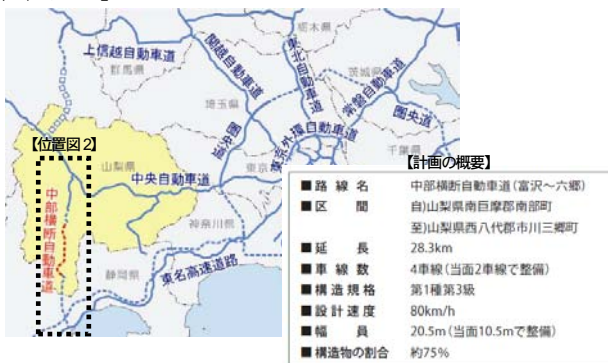 栃木県
上信越自動車道
群馬県
関越自動車道
東北自動車道
茨城県
常磐自動車道
埼玉県
圏央道
圏央道
東京外環自動車道
千葉県
【位置図2】
山梨県
中央自動車道
東京
神奈川県
中部横断自動車道
静岡県
東名高速道路
【計画の概要】
■路線名 中部横断自動車道(富沢～六郷)
■区間 自)山梨県南巨摩郡南部町
至)山梨県西八代郡市川三郷町
■延長 28.3km
■車線数 4車線(当面2車線で整備)
■構造規格 第1種第3級
■設計速度 80km/h
■幅員 20.5m(当面10.5mで整備)
■構造物の割合 約75%